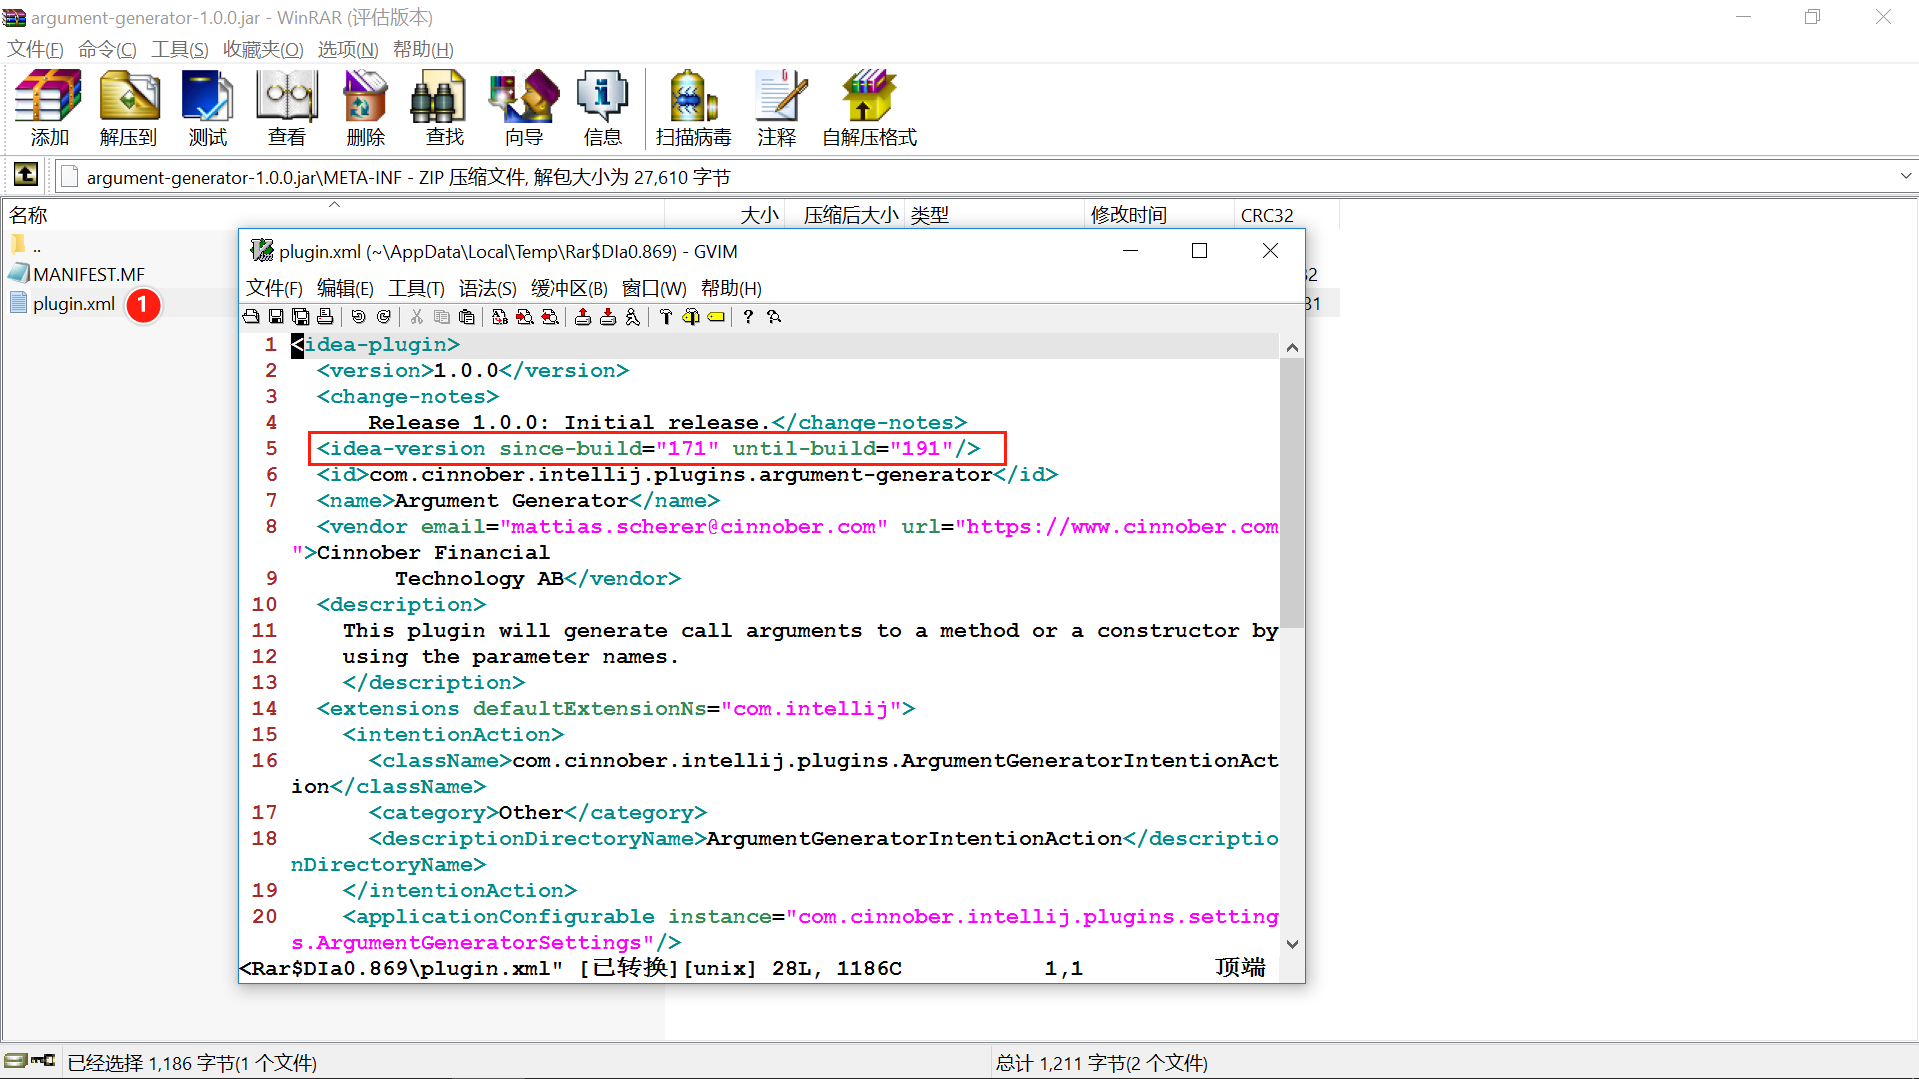 argument-generator-1.0.0.jar - WinRAR (评估版本)
文件(F) 命令(C) 工具(S) 收藏夹(O) 选项(N) 帮助(H)
添加 解压到 测试 查看 删除 查找 向导 信息 扫描病毒 注释 自解压格式
argument-generator-1.0.0.jar\META-INF - ZIP 压缩文件, 解包大小为 27,610 字节
名称 大小 压缩后大小 类型 修改时间 CRC32
..
MANIFEST.MF
plugin.xml 1
32
31
plugin.xml (~\AppData\Local\Temp\Rar$DIa0.869) - GVIM
文件(F) 编辑(E) 工具(T) 语法(S) 缓冲区(B) 窗口(W) 帮助(H)
1 <idea-plugin>
2 <version>1.0.0</version>
3 <change-notes>
4 Release 1.0.0: Initial release.</change-notes>
5 <idea-version since-build="171" until-build="191"/>
6 <id>com.cinnober.intellij.plugins.argument-generator</id>
7 <name>Argument Generator</name>
8 <vendor email="mattias.scherer@cinnober.com" url="https://www.cinnober.com
">Cinnober Financial
9 Technology AB</vendor>
10 <description>
11 This plugin will generate call arguments to a method or a constructor by
12 using the parameter names.
13 </description>
14 <extensions defaultExtensionNs="com.intellij">
15 <intentionAction>
16 <className>com.cinnober.intellij.plugins.ArgumentGeneratorIntentionAct
ion</className>
17 <category>Other</category>
18 <descriptionDirectoryName>ArgumentGeneratorIntentionAction</descriptio
nDirectoryName>
19 </intentionAction>
20 <applicationConfigurable instance="com.cinnober.intellij.plugins.setting
s.ArgumentGeneratorSettings"/>
<Rar$DIa0.869\plugin.xml" [已转换][unix] 28L, 1186C 1,1 顶端
已经选择 1,186 字节(1 个文件) 总计 1,211 字节(2 个文件)